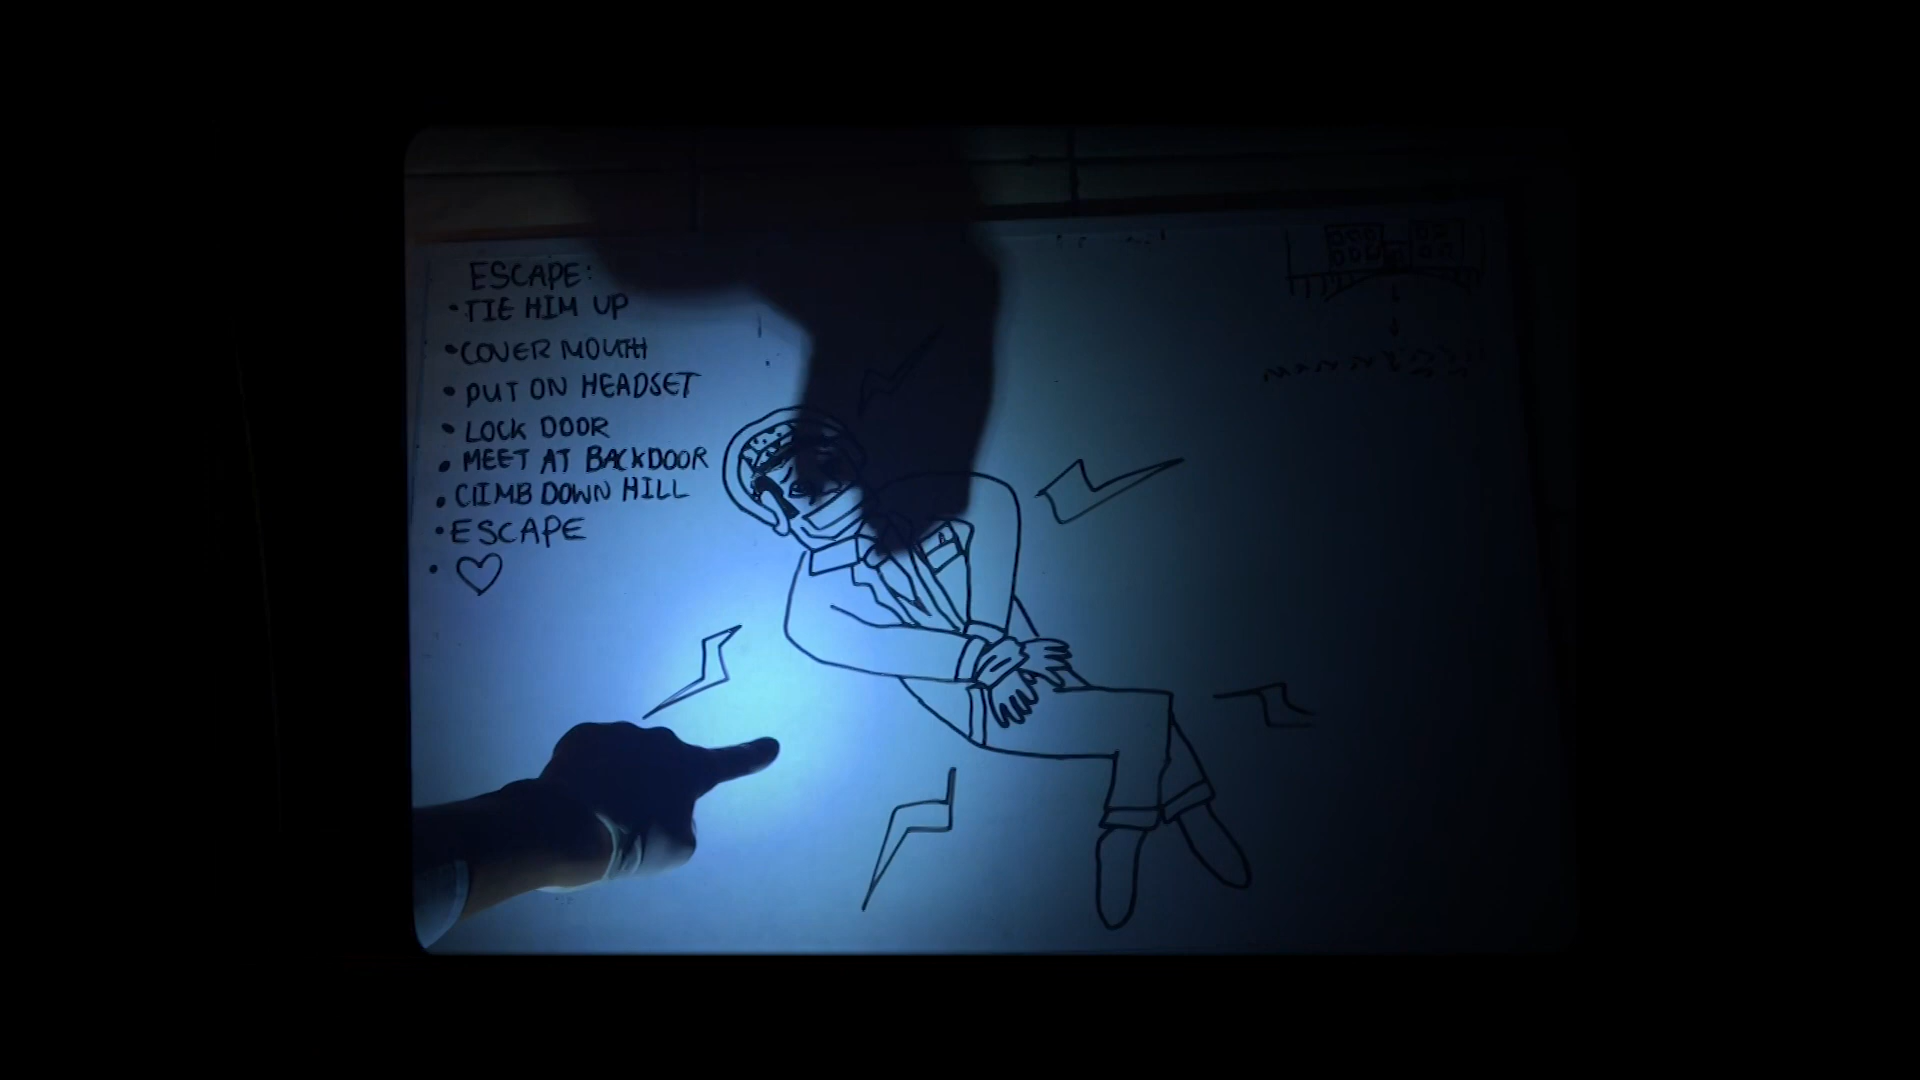 ESCAPE:
• TIE HIM UP
• COVER MOUTH
• PUT ON HEADSET
• LOCK DOOR
• MEET AT BACKDOOR
• CLIMB DOWN HILL
• ESCAPE
• ♡